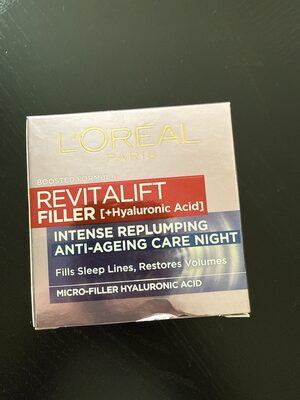 L'ORÉAL
PARIS
BOOSTED FORMULA
REVITALIFT
FILLER [+Hyaluronic Acid]
INTENSE REPLUMPING
ANTI-AGEING CARE NIGHT
Fills Sleep Lines, Restores Volumes
MICRO-FILLER HYALURONIC ACID